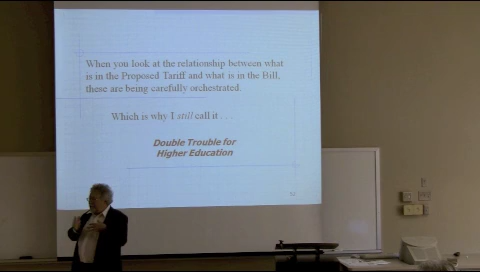 When you look at the relationship between what
is in the Proposed Tariff and what is in the Bill,
these are being carefully orchestrated.
Which is why I still call it . . .
Double Trouble for
Higher Education